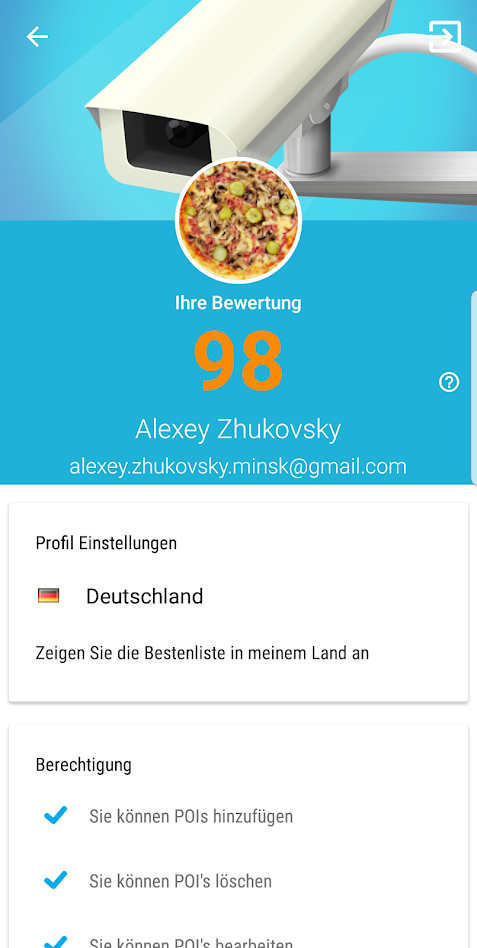 Ihre Bewertung
98
Alexey Zhukovsky
alexey.zhukovsky.minsk@gmail.com
Profil Einstellungen
Deutschland
Zeigen Sie die Bestenliste in meinem Land an
Berechtigung
Sie können POIs hinzufügen
Sie können POI's löschen
Sie können POI's bearbeiten